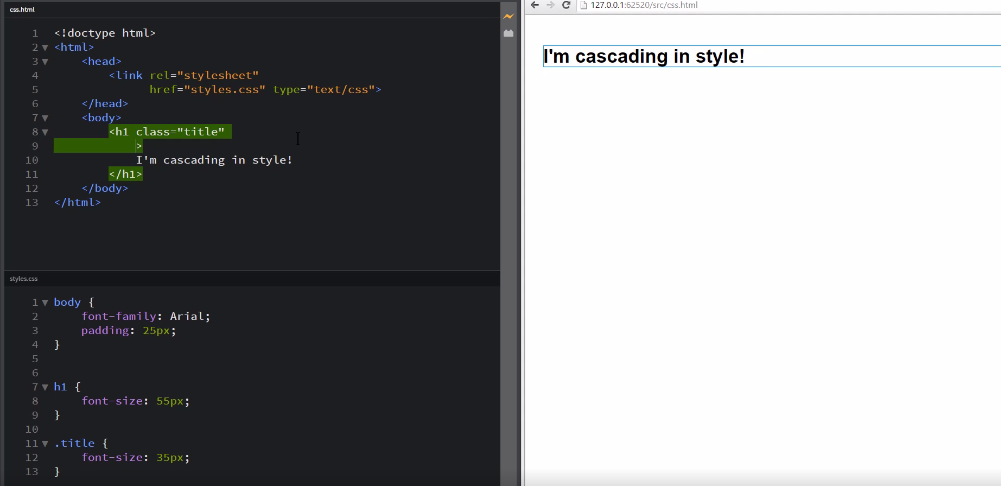 css.html
1 <!doctype html>
2 <html>
3 <head>
4 <link rel="stylesheet"
5 href="styles.css" type="text/css">
6 </head>
7 <body>
8 <h1 class="title"
9 >
10 I'm cascading in style!
11 </h1>
12 </body>
13 </html>
styles.css
1 body {
2 font-family: Arial;
3 padding: 25px;
4 }
5
6
7 h1 {
8 font-size: 55px;
9 }
10
11 .title {
12 font-size: 35px;
13 }
127.0.0.1:62520/src/css.html
I'm cascading in style!